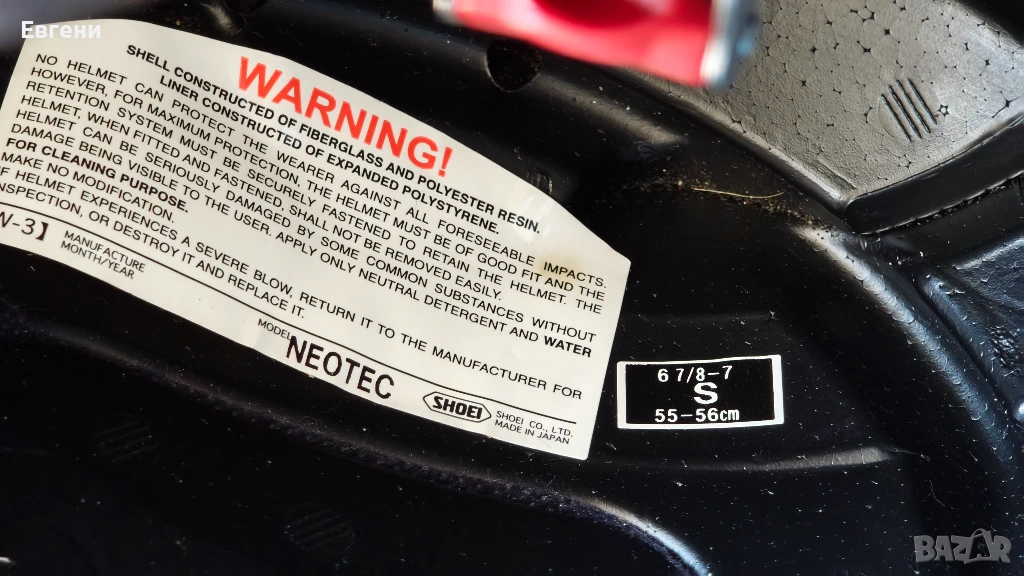 Евгени
WARNING!
SHELL CONSTRUCTED OF FIBERGLASS AND POLYESTER RESIN.
LINER CONSTRUCTED OF EXPANDED POLYSTYRENE.
NO HELMET CAN PROTECT THE WEARER AGAINST ALL FORESEEABLE IMPACTS.
HOWEVER, FOR MAXIMUM PROTECTION, THE HELMET MUST BE OF GOOD FIT AND THE
RETENTION SYSTEM MUST BE SECURELY FASTENED TO RETAIN THE HELMET. THE
HELMET, WHEN FITTED AND FASTENED, SHALL NOT BE REMOVED EASILY.
HELMET CAN BE SERIOUSLY DAMAGED BY SOME COMMON SUBSTANCES WITHOUT
DAMAGE BEING VISIBLE TO THE USER. APPLY ONLY NEUTRAL DETERGENT AND WATER
FOR CLEANING PURPOSE.
MAKE NO MODIFICATION.
IF HELMET EXPERIENCES A SEVERE BLOW, RETURN IT TO THE MANUFACTURER FOR
INSPECTION, OR DESTROY IT AND REPLACE IT.
W-31
MANUFACTURE
MONTH/YEAR
MODEL
NEOTEC
SHOEI
SHOEI CO., LTD.
MADE IN JAPAN
6 7/8-7
S
55-56cm
BAZAR